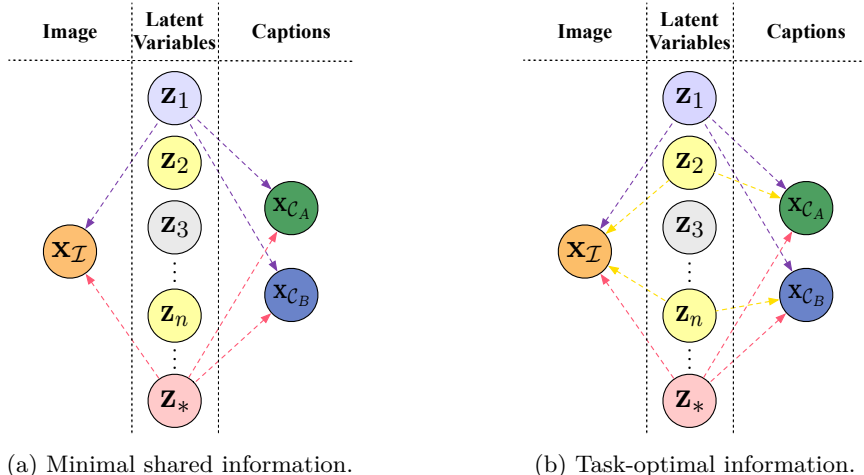 Image
Latent
Variables
Captions
z1
z2
z3
zn
z*
xI
xCA
xCB
(a) Minimal shared information.
Image
Latent
Variables
Captions
z1
z2
z3
zn
z*
xI
xCA
xCB
(b) Task-optimal information.